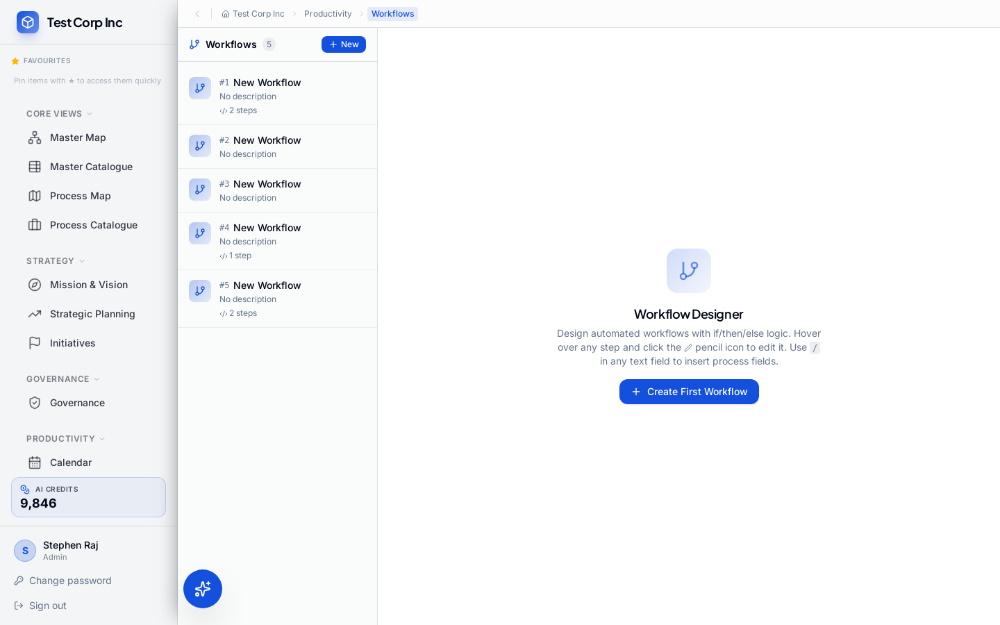 Test Corp Inc
FAVOURITES
Pin items with ★ to access them quickly
CORE VIEWS
Master Map
Master Catalogue
Process Map
Process Catalogue
STRATEGY
Mission & Vision
Strategic Planning
Initiatives
GOVERNANCE
Governance
PRODUCTIVITY
Calendar
AI CREDITS
9,846
S
Stephen Raj
Admin
Change password
Sign out
Test Corp Inc
Productivity
Workflows
Workflows 5
New
#1 New Workflow
No description
2 steps
#2 New Workflow
No description
#3 New Workflow
No description
#4 New Workflow
No description
1 step
#5 New Workflow
No description
2 steps
Workflow Designer
Design automated workflows with if/then/else logic. Hover
over any step and click the pencil icon to edit it. Use /
in any text field to insert process fields.
Create First Workflow